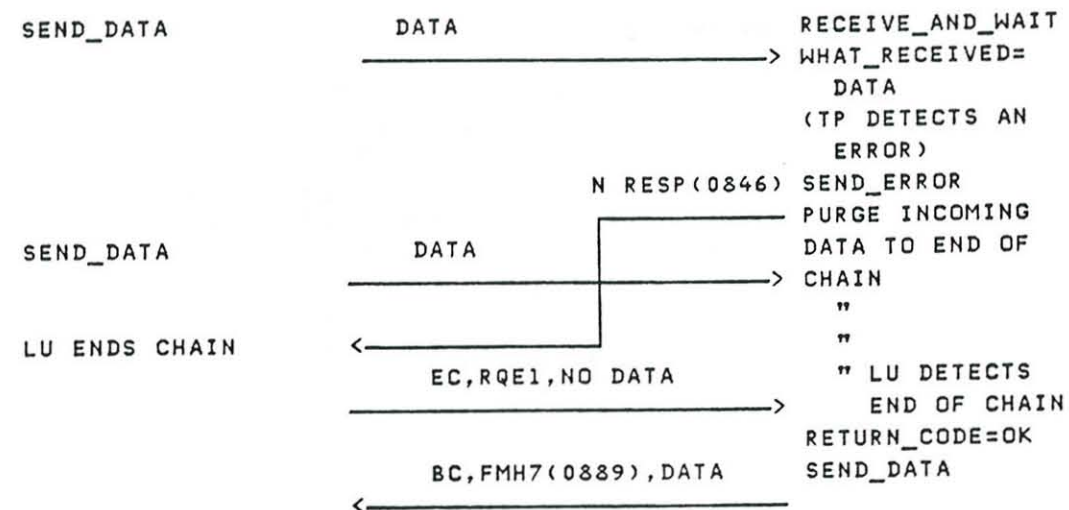 SEND_DATA DATA RECEIVE_AND_WAIT
WHAT_RECEIVED=
DATA
(TP DETECTS AN
ERROR)
N RESP(0846) SEND_ERROR
PURGE INCOMING
SEND_DATA DATA DATA TO END OF
CHAIN
"
LU ENDS CHAIN "
EC,RQE1,NO DATA " LU DETECTS
END OF CHAIN
RETURN_CODE=OK
BC,FMH7(0889),DATA SEND_DATA